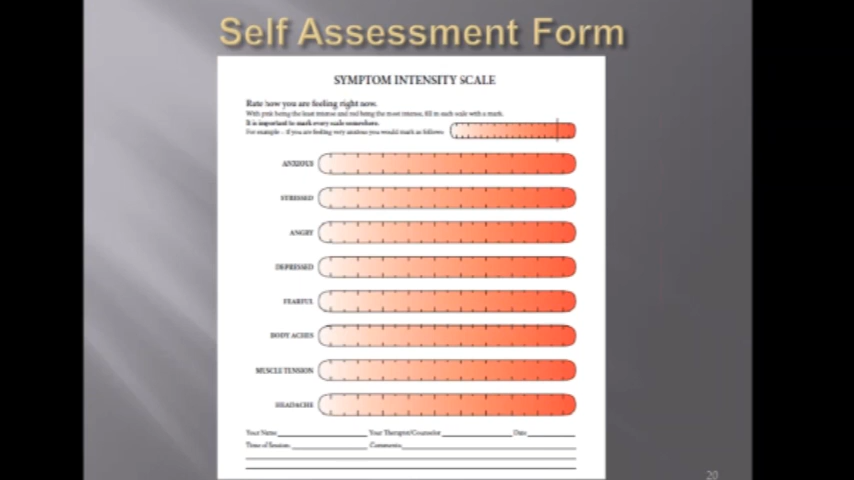 Self Assessment Form
SYMPTOM INTENSITY SCALE
Rate how you are feeling right now.
With pink being the least intense and red being the most intense, fill in each scale with a mark.
It is important to mark every scale somewhere.
For example – if you are feeling very anxious you would mark as follows:
ANXIOUS
STRESSED
ANGRY
DEPRESSED
FEARFUL
BODY ACHES
MUSCLE TENSION
HEADACHE
Your Name Your Therapist/Counselor Date
Time of Session Comments
20